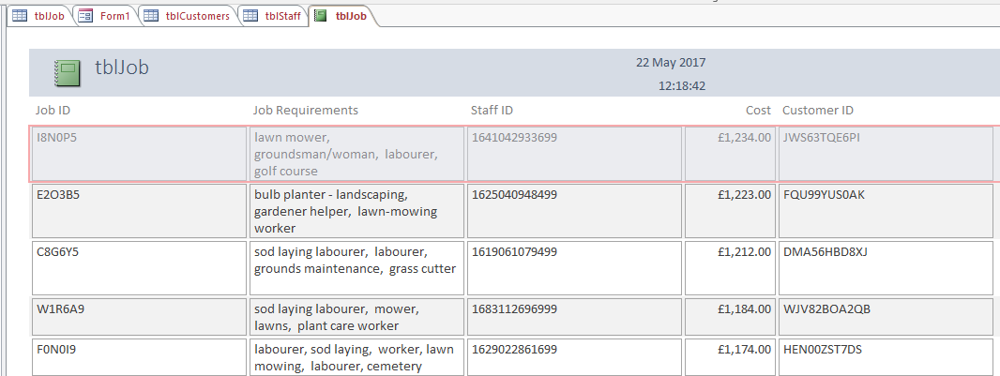 tblJob Form1 tblCustomers tblStaff tblJob
tblJob
22 May 2017
12:18:42
Job ID Job Requirements Staff ID Cost Customer ID
I8N0P5 lawn mower, 1641042933699 £1,234.00 JWS63TQE6PI
groundsman/woman, labourer,
golf course
E2O3B5 bulb planter - landscaping, 1625040948499 £1,223.00 FQU99YUS0AK
gardener helper, lawn-mowing
worker
C8G6Y5 sod laying labourer, labourer, 1619061079499 £1,212.00 DMA56HBD8XJ
grounds maintenance, grass cutter
W1R6A9 sod laying labourer, mower, 1683112696999 £1,184.00 WJV82BOA2QB
lawns, plant care worker
F0N0I9 labourer, sod laying, worker, lawn 1629022861699 £1,174.00 HEN00ZST7DS
mowing, labourer, cemetery